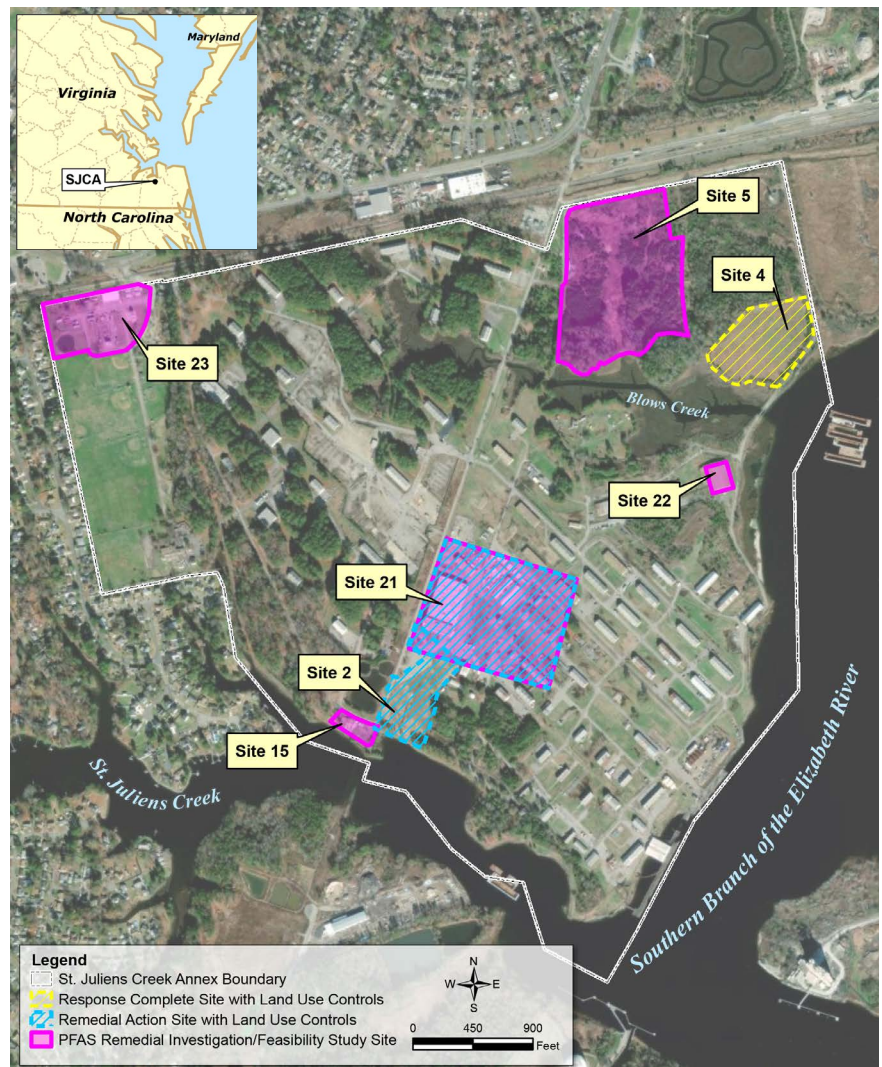 Maryland
Virginia
SJCA
North Carolina
Site 5
Site 4
Site 23
Blows Creek
Site 22
Site 21
Site 2
Site 15
St. Juliens Creek
Southern Branch of the Elizabeth River
Legend
St. Juliens Creek Annex Boundary
Response Complete Site with Land Use Controls
Remedial Action Site with Land Use Controls
PFAS Remedial Investigation/Feasibility Study Site
N
W E
S
0 450 900
Feet